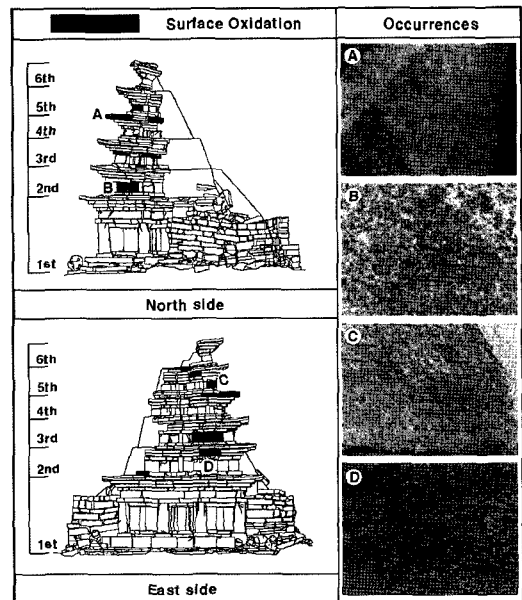 Surface Oxidation
Occurrences
6th
5th
4th
3rd
2nd
1st
A
B
North side
6th
5th
4th
3rd
2nd
1st
C
D
East side
A
B
C
D